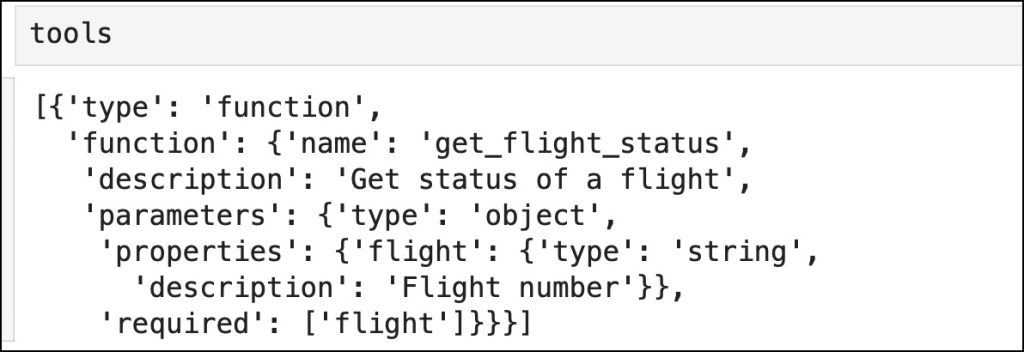 tools
[{'type': 'function',
'function': {'name': 'get_flight_status',
'description': 'Get status of a flight',
'parameters': {'type': 'object',
'properties': {'flight': {'type': 'string',
'description': 'Flight number'}},
'required': ['flight']}}}]